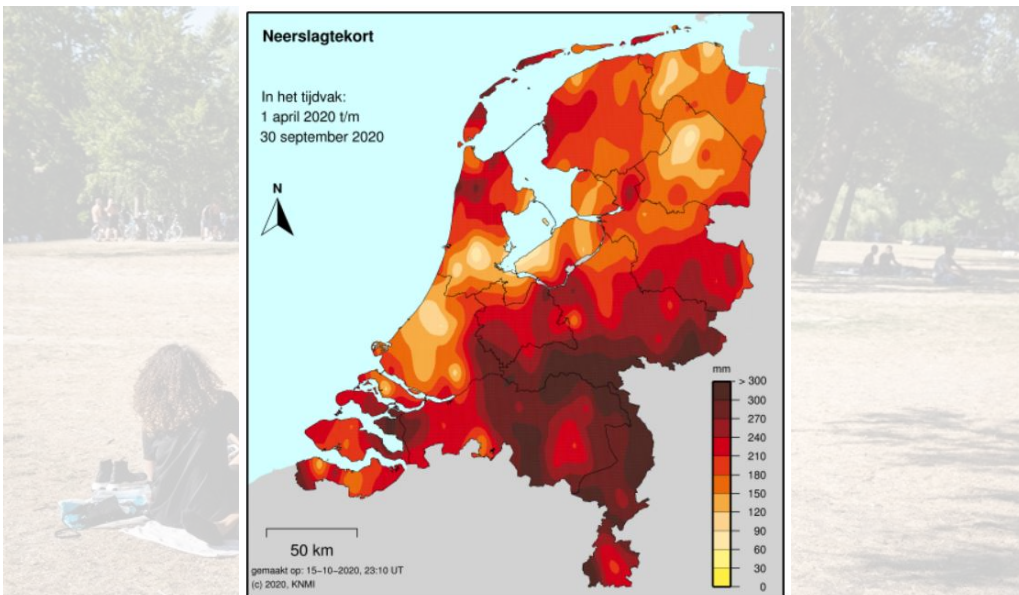 Neerslagtekort
In het tijdvak:
1 april 2020 t/m
30 september 2020
N
mm
> 300
300
270
240
210
180
150
120
90
60
30
0
50 km
gemaakt op: 15-10-2020, 23:10 UT
(c) 2020, KNMI